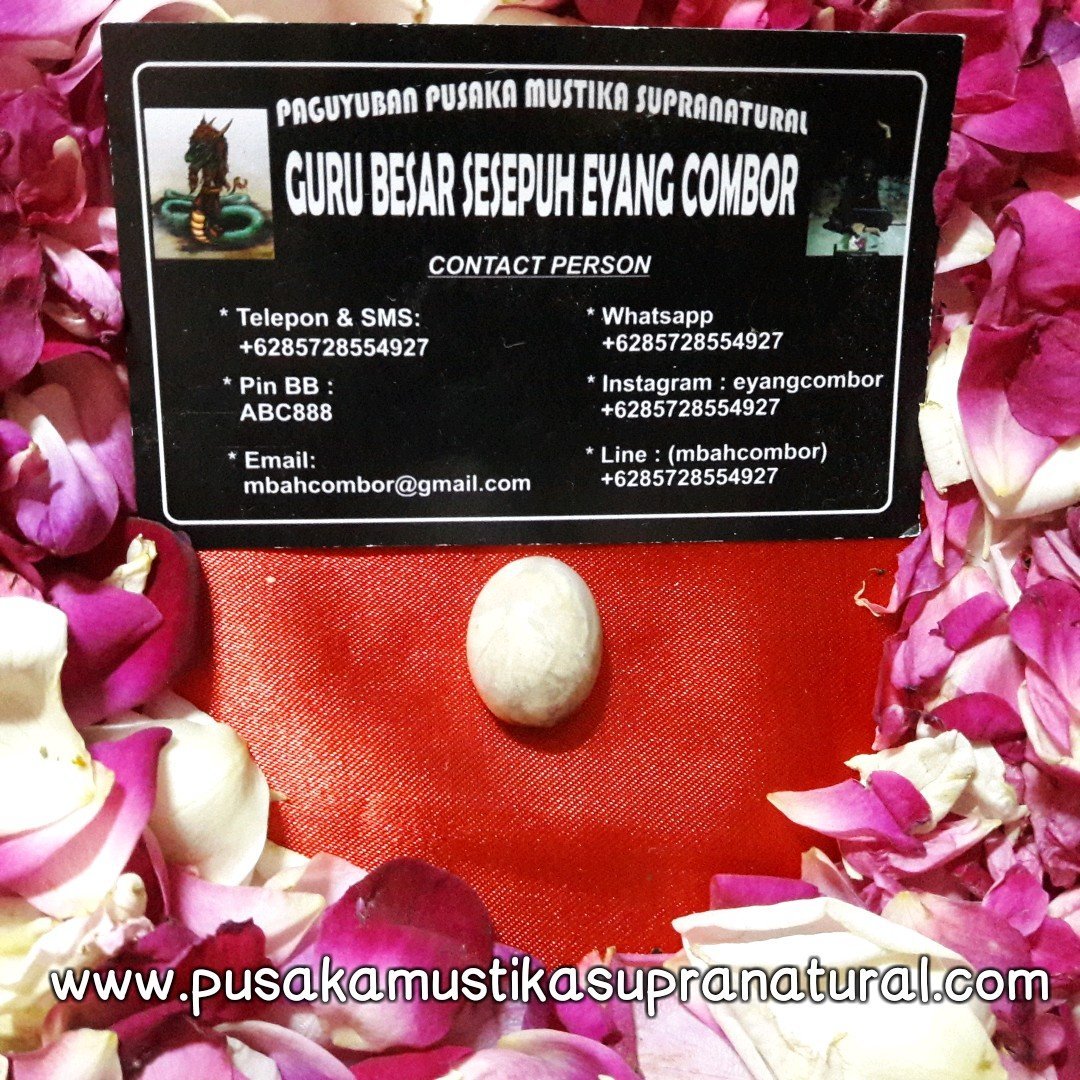 PAGUYUBAN PUSAKA MUSTIKA SUPRANATURAL
GURU BESAR SESEPUH EYANG COMBOR
CONTACT PERSON
* Telepon & SMS:
+6285728554927
* Pin BB :
ABC888
* Email:
mbahcombor@gmail.com
* Whatsapp
+6285728554927
* Instagram : eyangcombor
+6285728554927
* Line : (mbahcombor)
+6285728554927
www.pusakamustikasupranatural.com